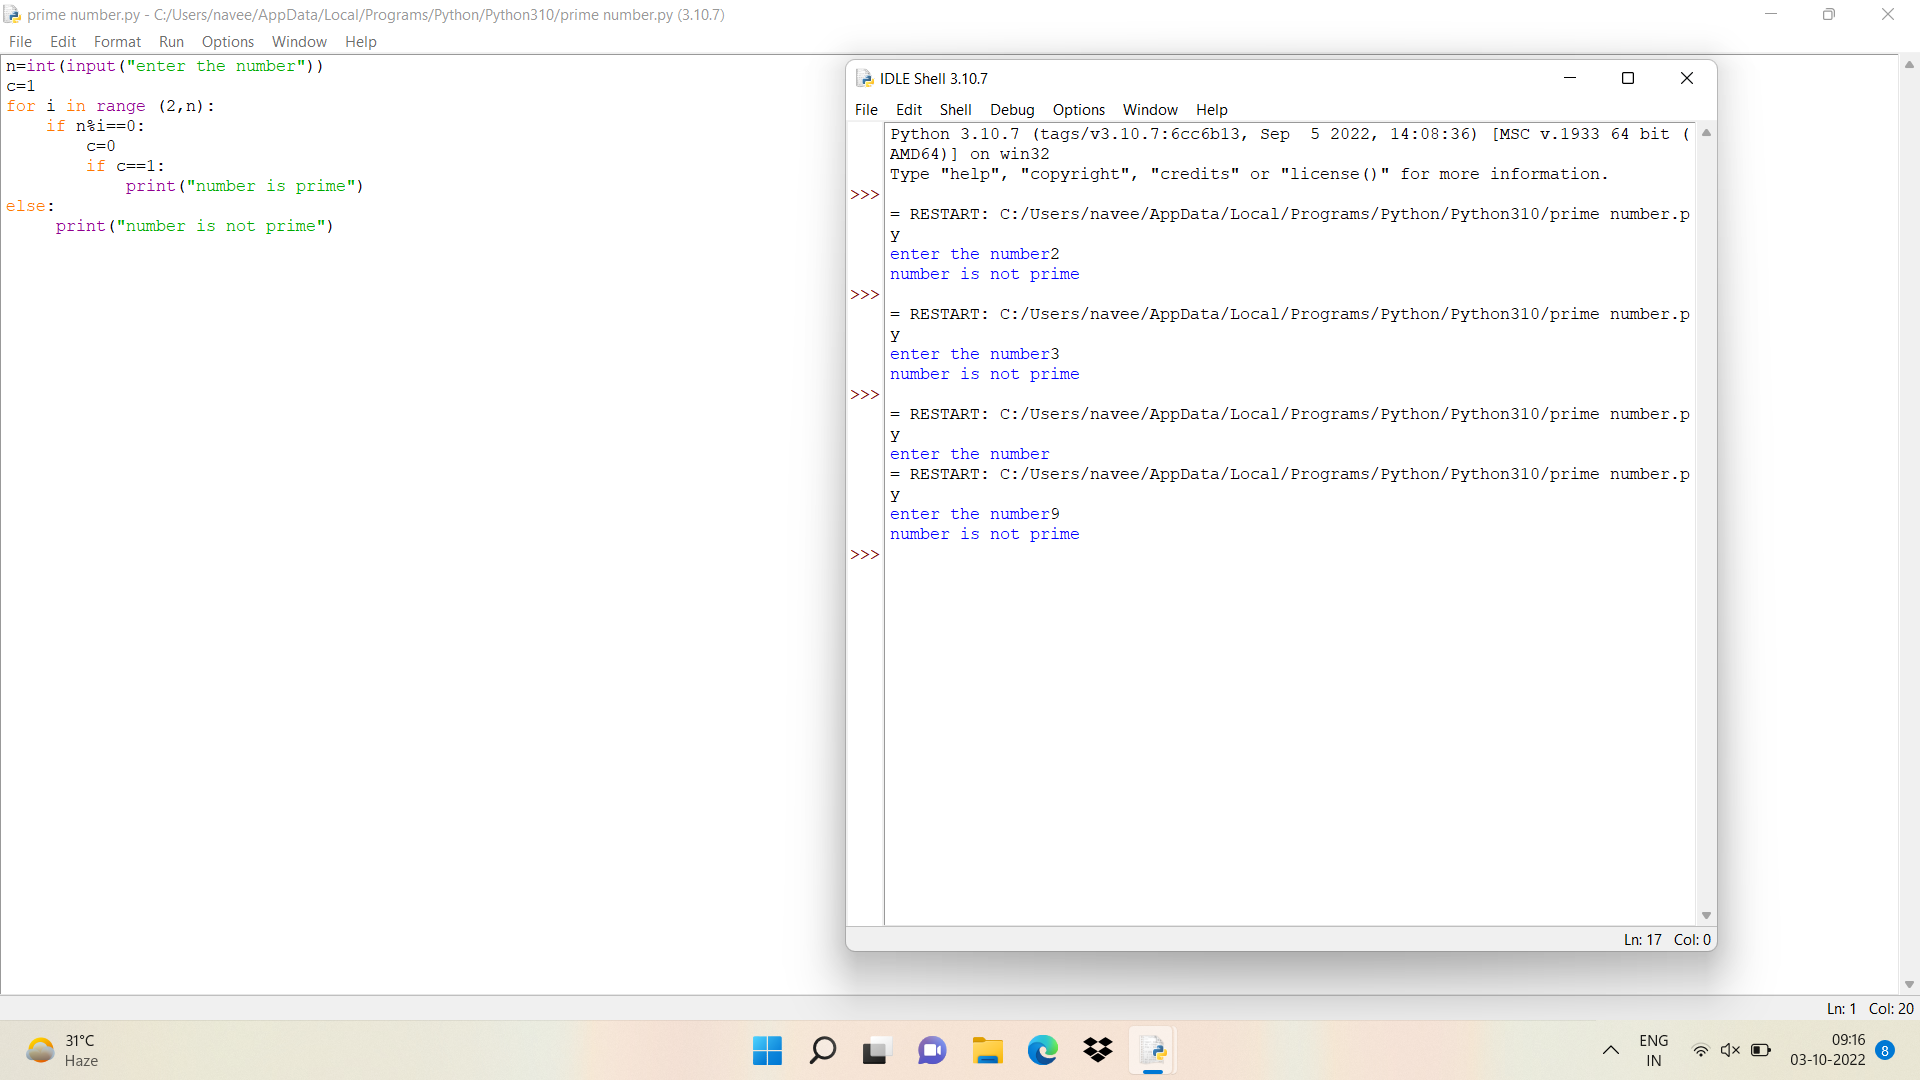 prime number.py - C:/Users/navee/AppData/Local/Programs/Python/Python310/prime number.py (3.10.7)
File Edit Format Run Options Window Help
n=int(input("enter the number"))
c=1
for i in range (2,n):
    if n%i==0:
        c=0
        if c==1:
            print("number is prime")
else:
     print("number is not prime")
IDLE Shell 3.10.7
File Edit Shell Debug Options Window Help
Python 3.10.7 (tags/v3.10.7:6cc6b13, Sep  5 2022, 14:08:36) [MSC v.1933 64 bit (
AMD64)] on win32
Type "help", "copyright", "credits" or "license()" for more information.
>>>
= RESTART: C:/Users/navee/AppData/Local/Programs/Python/Python310/prime number.p
y
enter the number2
number is not prime
>>>
= RESTART: C:/Users/navee/AppData/Local/Programs/Python/Python310/prime number.p
y
enter the number3
number is not prime
>>>
= RESTART: C:/Users/navee/AppData/Local/Programs/Python/Python310/prime number.p
y
enter the number
= RESTART: C:/Users/navee/AppData/Local/Programs/Python/Python310/prime number.p
y
enter the number9
number is not prime
>>>
Ln: 17 Col: 0
Ln: 1 Col: 20
31°C
Haze
ENG
IN
09:16
03-10-2022
8